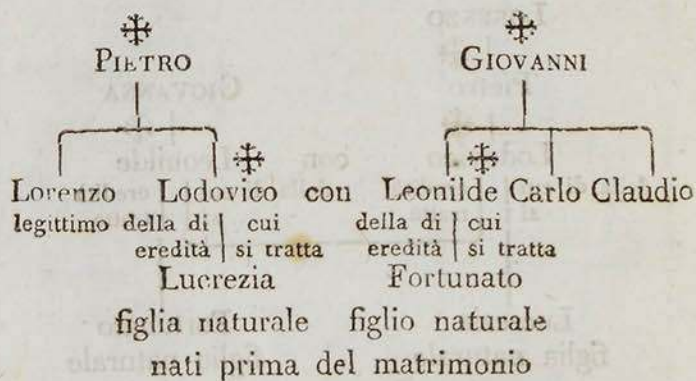 PIETRO GIOVANNI
Lorenzo Lodovico con Leonilde Carlo Claudio
legittimo della di cui della di cui
eredità si tratta eredità si tratta
Lucrezia Fortunato
figlia naturale figlio naturale
nati prima del matrimonio